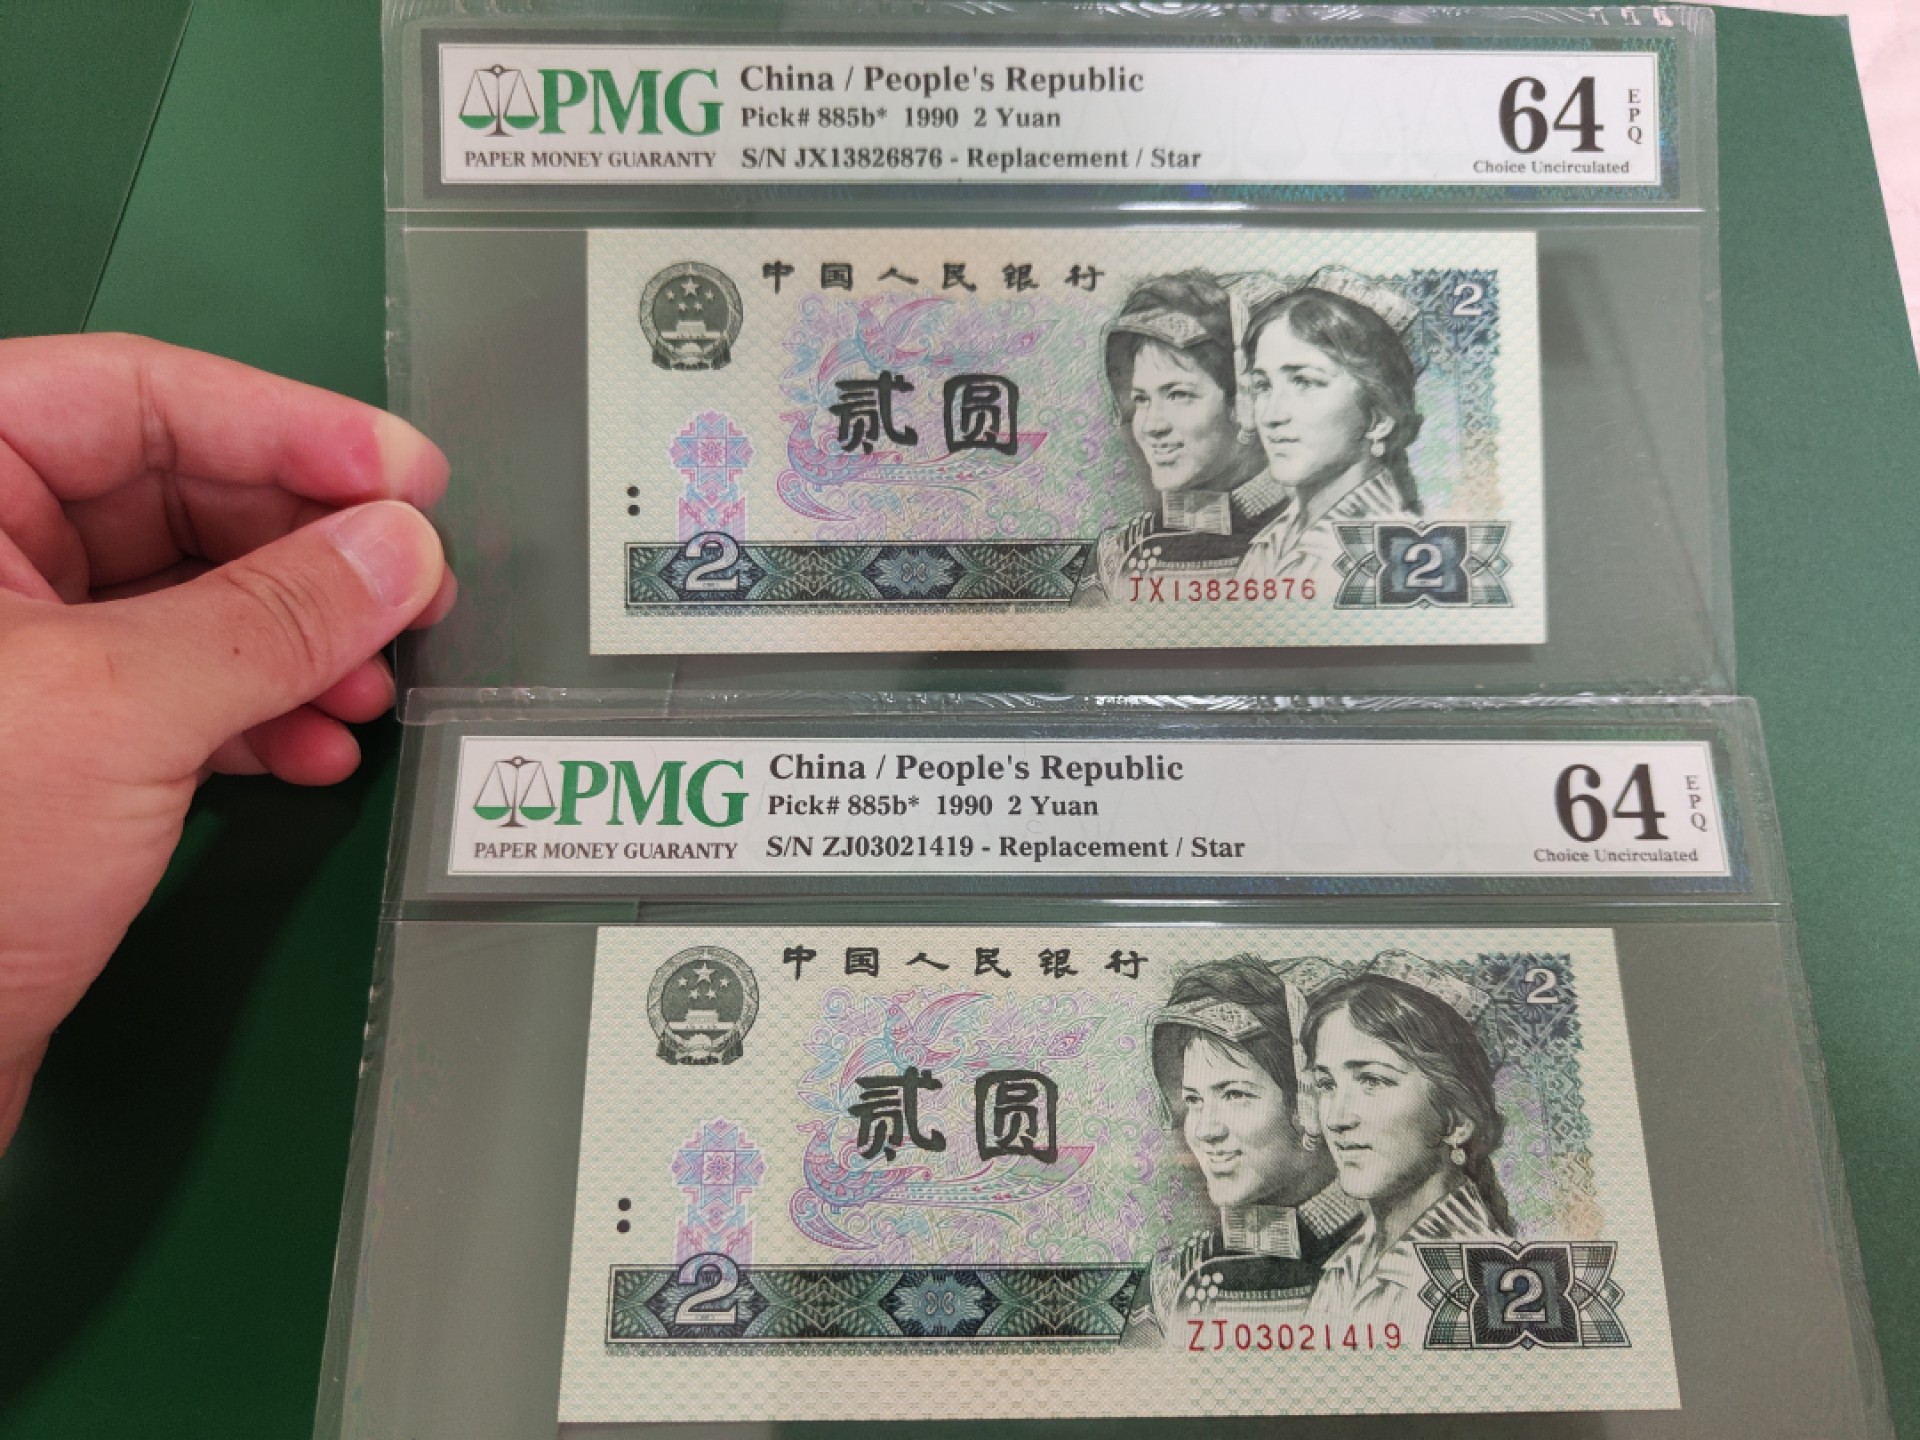 PMG
PAPER MONEY GUARANTY
China / People's Republic
Pick# 885b* 1990 2 Yuan
S/N JX13826876 - Replacement / Star
64
EPQ
Choice Uncirculated
中国人民银行
2
贰圆
2
2
JX13826876
PMG
PAPER MONEY GUARANTY
China / People's Republic
Pick# 885b* 1990 2 Yuan
S/N ZJ03021419 - Replacement / Star
64
EPQ
Choice Uncirculated
中国人民银行
2
贰圆
2
2
ZJ03021419